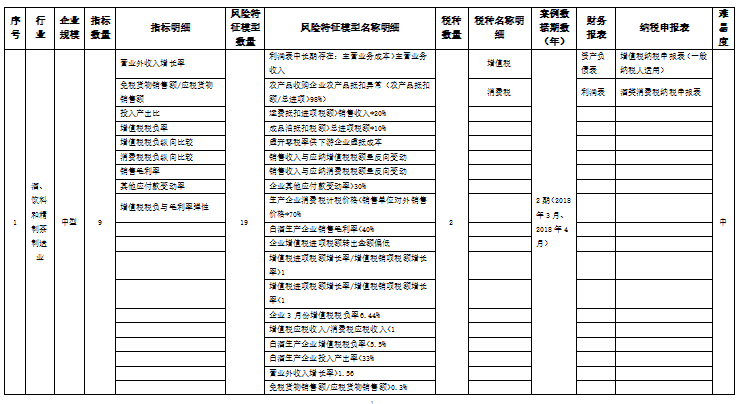 序号 行业 企业规模 指标数量 指标明细 风险特征模型数量 风险特征模型名称明细 税种数量 税种名称明细 案例数据期数(年) 财务报表 纳税申报表 难易度
1 酒、饮料和精制茶制造业 中型 9 19 2 2期(2018年3月、2018年4月) 中
营业外收入增长率
免税货物销售额/应税货物
销售额
投入产出比
增值税税负率
增值税税负纵向比较
消费税税负纵向比较
销售毛利率
其他应付款变动率
增值税税负与毛利率弹性
利润表中长期存在:主营业务成本>主营业务
收入
农产品收购企业农产品抵扣异常(农产品抵扣
额/总进项)98%)
运费抵扣进项税额>销售收入*20%
成品油抵扣税额>总进项税额*10%
虚开零税率供下游企业虚抵成本
销售收入与应纳增值税税额呈反向变动
销售收入与应纳消费税税额呈反向变动
企业其他应付款变动率>30%
生产企业消费税计税价格<销售单位对外销售
价格*70%
白酒生产企业销售毛利率<40%
企业增值税进项税额转出金额偏低
增值税进项税额增长率/增值税销项税额增长
率>1
增值税进项税额增长率/增值税销项税额增长
率<1
企业3月份增值税税负率6.44%
增值税应税收入/消费税应税收入<1
白酒生产企业增值税税负率<5.5%
白酒生产企业投入产出率<33%
营业外收入增长率>1.56
免税货物销售额/应税货物销售额>0.3%
增值税
消费税
资产负
债表
利润表
增值税纳税申报表(一般
纳税人适用)
酒类消费税纳税申报表